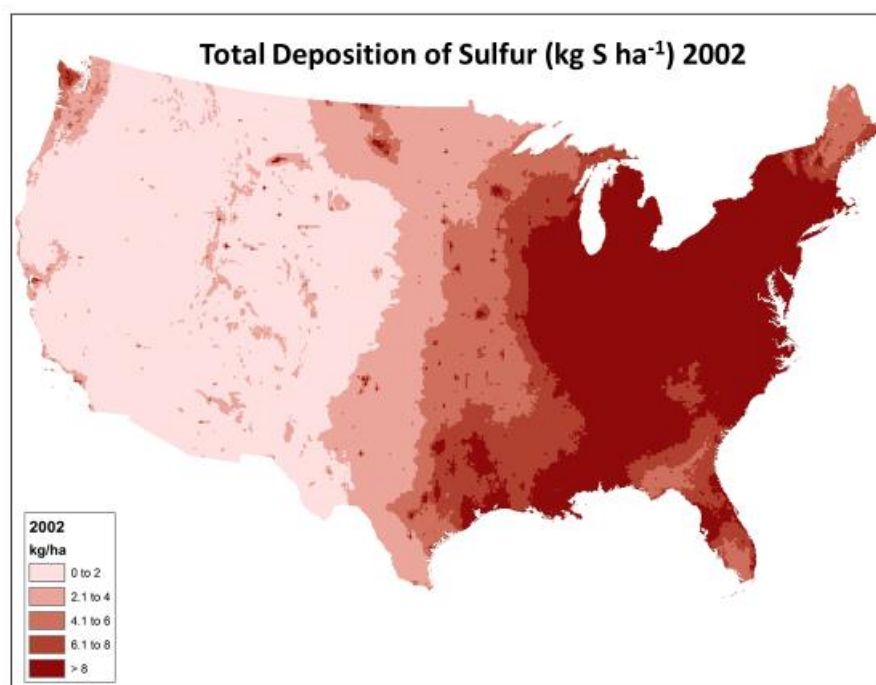 Total Deposition of Sulfur (kg S ha⁻¹) 2002
2002
kg/ha
0 to 2
2.1 to 4
4.1 to 6
6.1 to 8
> 8